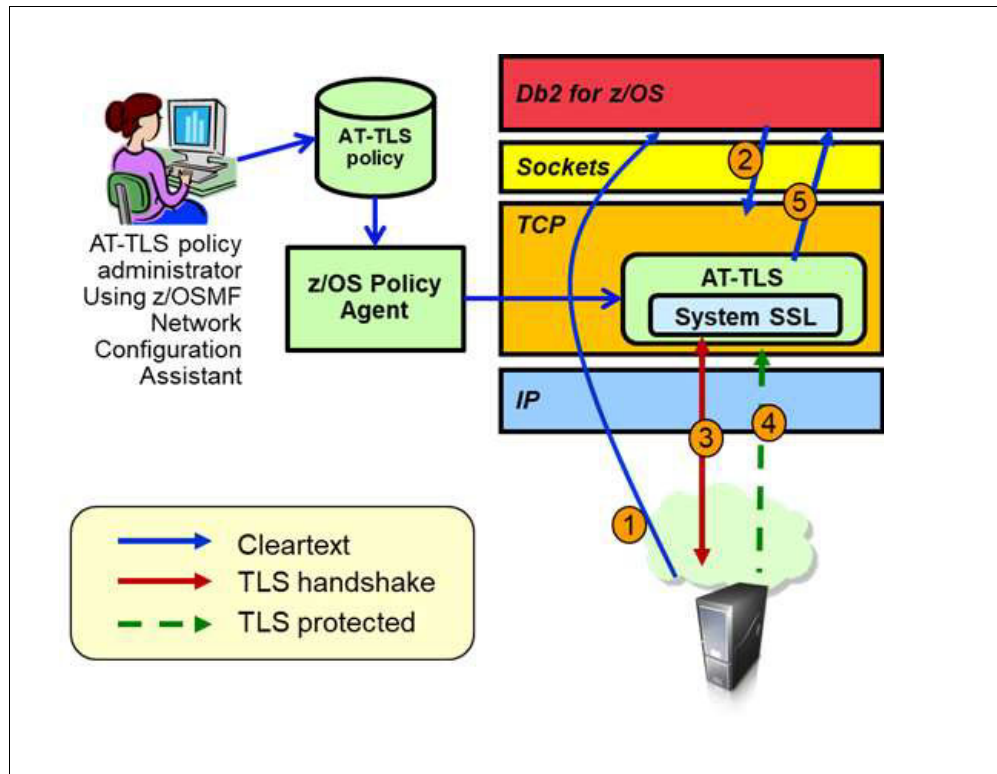 AT-TLS
policy
AT-TLS policy
administrator
Using z/OSMF
Network
Configuration
Assistant
z/OS Policy
Agent
Db2 for z/OS
Sockets
2
5
TCP
AT-TLS
System SSL
IP
3
4
1
Cleartext
TLS handshake
TLS protected